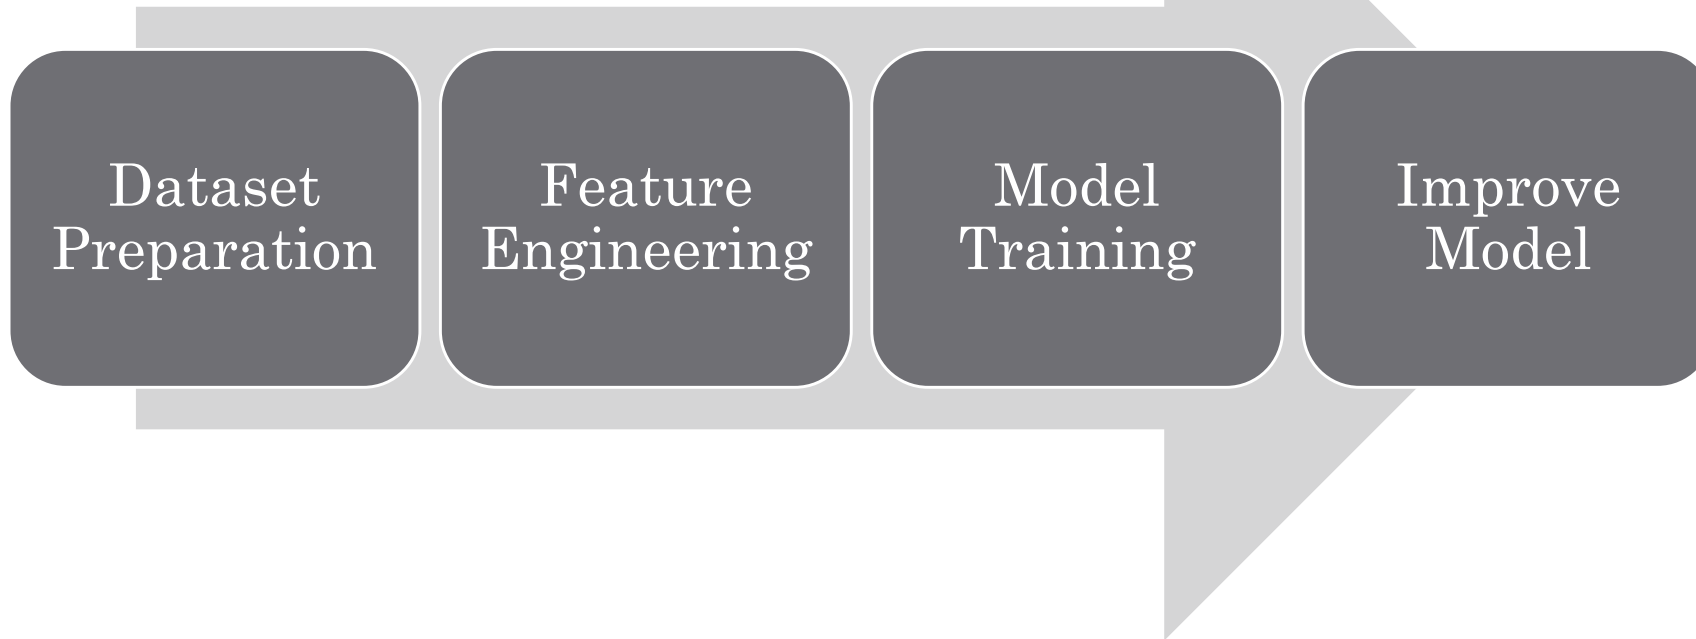 Dataset
Preparation
Feature
Engineering
Model
Training
Improve
Model